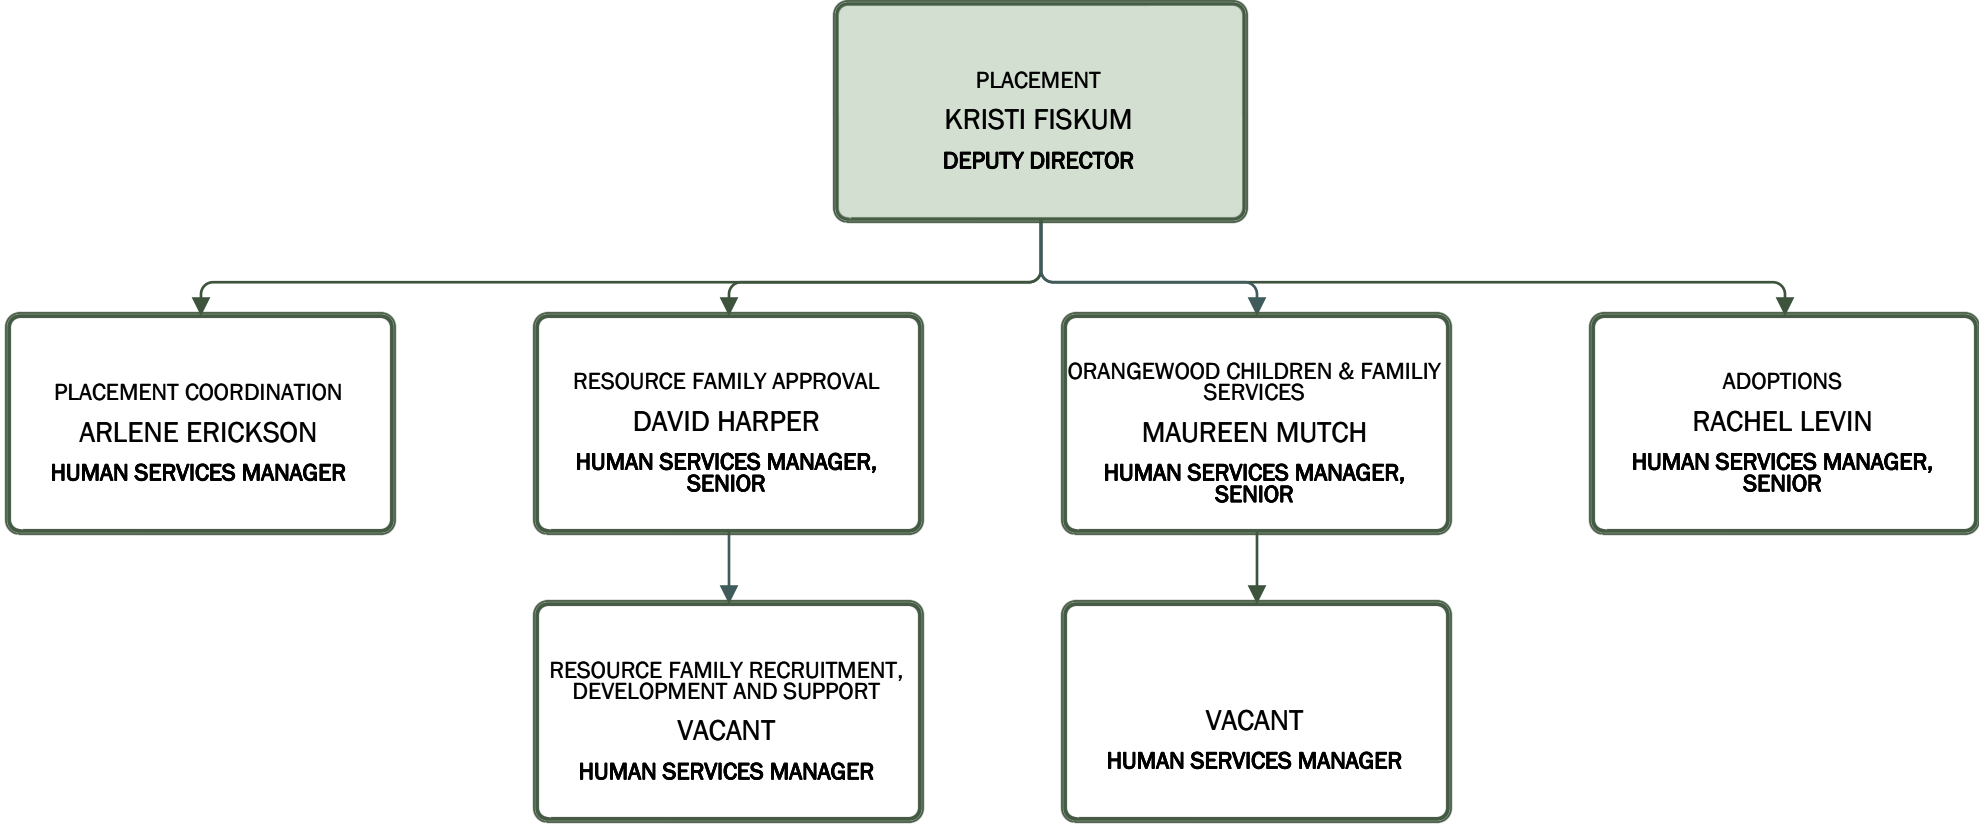 PLACEMENT
KRISTI FISKUM
DEPUTY DIRECTOR
PLACEMENT COORDINATION
ARLENE ERICKSON
HUMAN SERVICES MANAGER
RESOURCE FAMILY APPROVAL
DAVID HARPER
HUMAN SERVICES MANAGER,
SENIOR
ORANGEWOOD CHILDREN & FAMILIY
SERVICES
MAUREEN MUTCH
HUMAN SERVICES MANAGER,
SENIOR
ADOPTIONS
RACHEL LEVIN
HUMAN SERVICES MANAGER,
SENIOR
RESOURCE FAMILY RECRUITMENT,
DEVELOPMENT AND SUPPORT
VACANT
HUMAN SERVICES MANAGER
VACANT
HUMAN SERVICES MANAGER